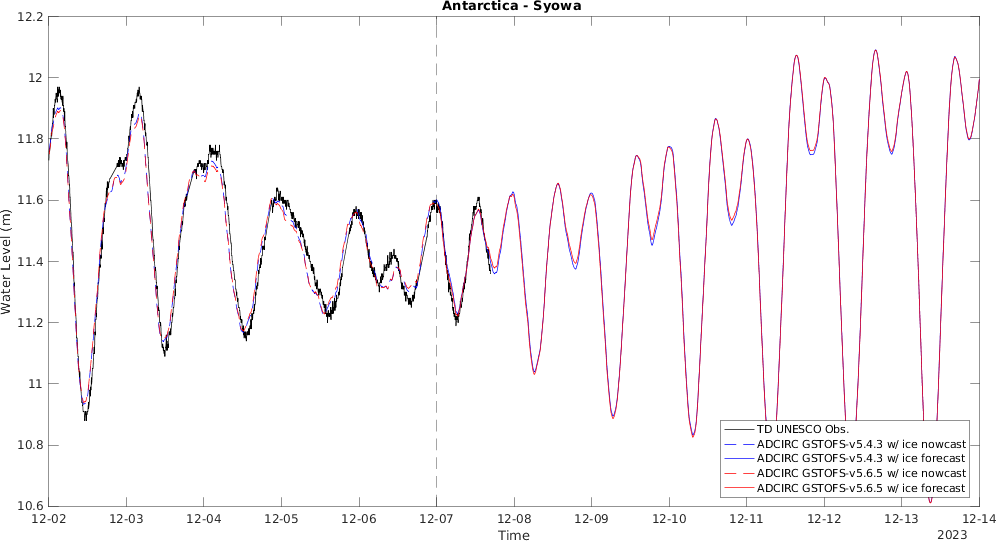 Antarctica - Syowa
Water Level (m)
12.2
12
11.8
11.6
11.4
11.2
11
10.8
10.6
TD UNESCO Obs.
ADCIRC GSTOFS-v5.4.3 w/ ice nowcast
ADCIRC GSTOFS-v5.4.3 w/ ice forecast
ADCIRC GSTOFS-v5.6.5 w/ ice nowcast
ADCIRC GSTOFS-v5.6.5 w/ ice forecast
12-02 12-03 12-04 12-05 12-06 12-07 12-08 12-09 12-10 12-11 12-12 12-13 12-14
Time
2023